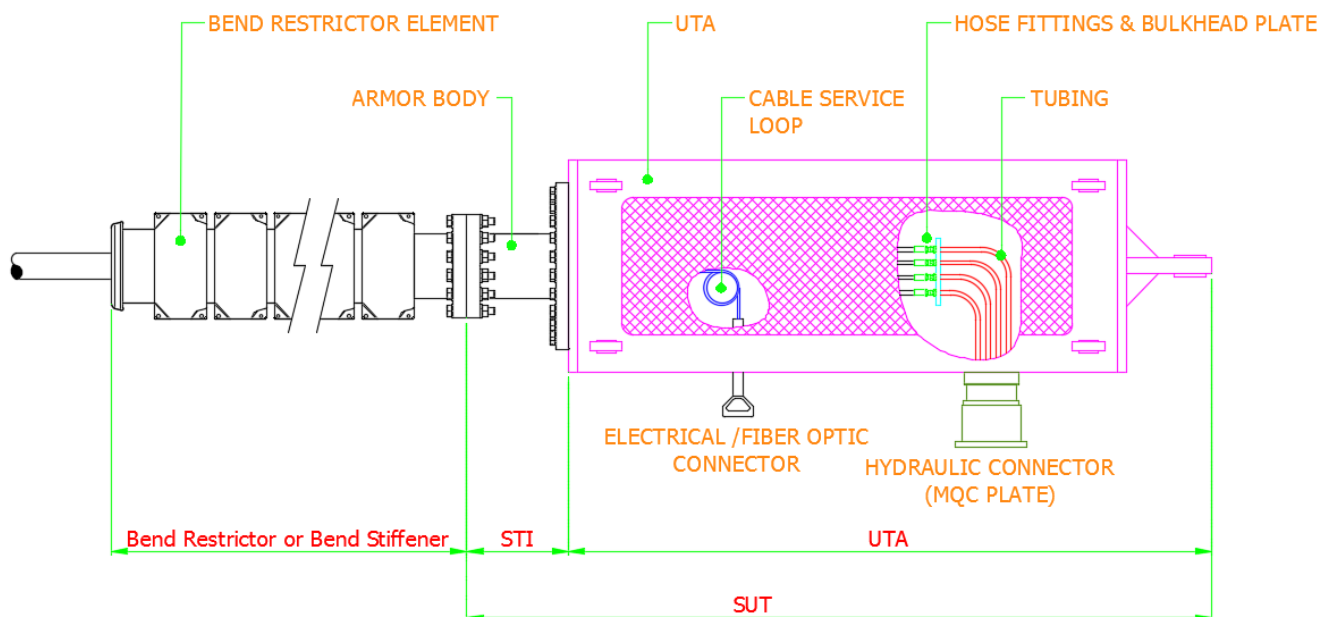 BEND RESTRICTOR ELEMENT
UTA
HOSE FITTINGS & BULKHEAD PLATE
ARMOR BODY
CABLE SERVICE
LOOP
TUBING
ELECTRICAL /FIBER OPTIC
CONNECTOR
HYDRAULIC CONNECTOR
(MQC PLATE)
Bend Restrictor or Bend Stiffener
STI
UTA
SUT